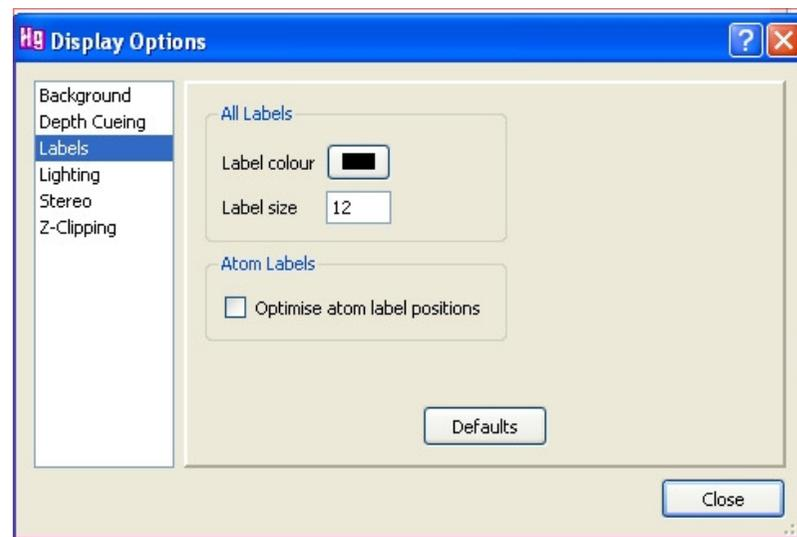 Hg Display Options
Background
Depth Cueing
Labels
Lighting
Stereo
Z-Clipping
All Labels
Label colour
Label size 12
Atom Labels
Optimise atom label positions
Defaults
Close